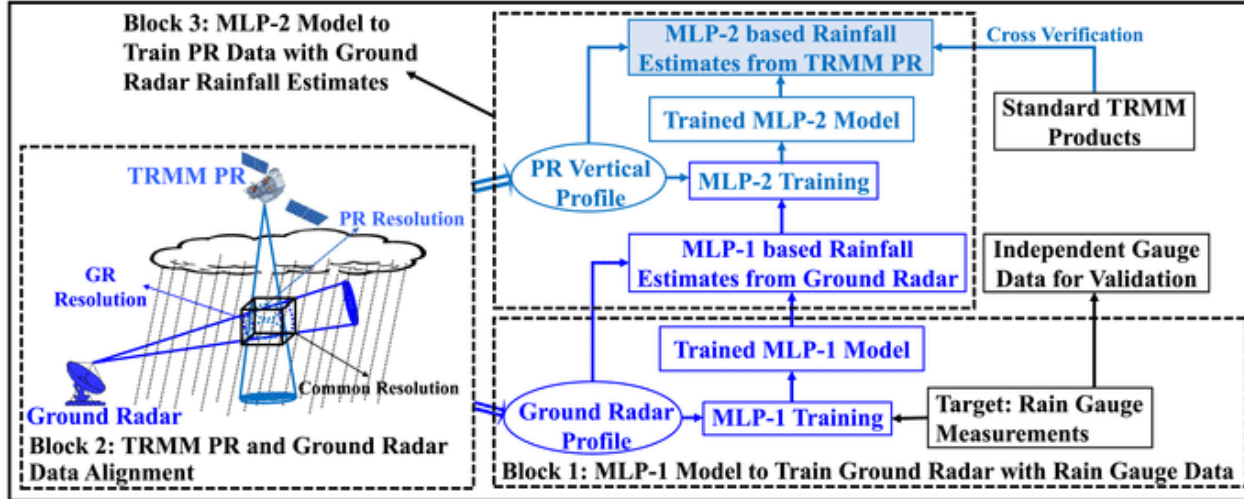 Block 3: MLP-2 Model to
Train PR Data with Ground
Radar Rainfall Estimates
MLP-2 based Rainfall
Estimates from TRMM PR
Cross Verification
Standard TRMM
Products
Trained MLP-2 Model
PR Vertical
Profile
MLP-2 Training
TRMM PR
PR Resolution
GR
Resolution
Common Resolution
Ground Radar
Block 2: TRMM PR and Ground Radar
Data Alignment
MLP-1 based Rainfall
Estimates from Ground Radar
Independent Gauge
Data for Validation
Trained MLP-1 Model
Ground Radar
Profile
MLP-1 Training
Target: Rain Gauge
Measurements
Block 1: MLP-1 Model to Train Ground Radar with Rain Gauge Data